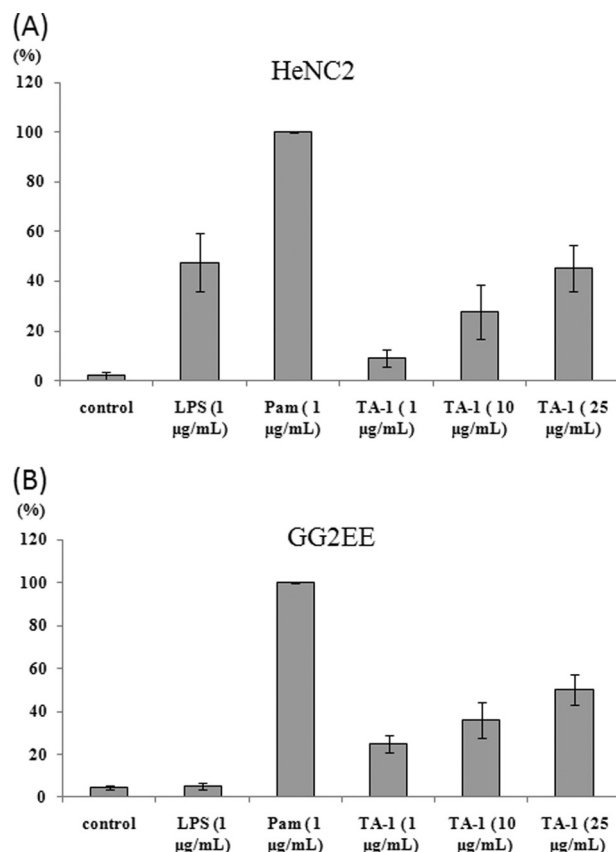 (A)
(%)
HeNC2
120
100
80
60
40
20
0
control LPS (1 Pam ( 1 TA-1 ( 1 TA-1 ( 10 TA-1 ( 25
µg/mL) µg/mL) µg/mL) µg/mL) µg/mL)
(B)
(%)
GG2EE
120
100
80
60
40
20
0
control LPS (1 Pam (1 TA-1 (1 TA-1 ( 10 TA-1 ( 25
µg/mL) µg/mL) µg/mL) µg/mL) µg/mL)